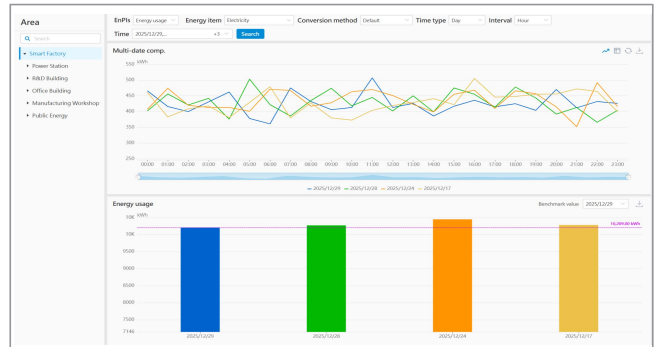 Area
EnPIs Energy usage Energy item Electricity Conversion method Default Time type Day Interval Hour
Time 2025/12/29,... +3 Search
Search
Smart Factory
Power Station
R&D Building
Office Building
Manufacturing Workshop
Public Energy
Multi-date comp.
kWh
550
500
450
400
350
300
250
00:00 01:00 02:00 03:00 04:00 05:00 06:00 07:00 08:00 09:00 10:00 11:00 12:00 13:00 14:00 15:00 16:00 17:00 18:00 19:00 20:00 21:00 22:00 23:00
2025/12/29 2025/12/28 2025/12/24 2025/12/17
Energy usage
Benchmark value 2025/12/29
kWh
10K
10K
9500
9000
8500
8000
7500
7146
10,209.00 kWh
2025/12/29 2025/12/28 2025/12/24 2025/12/17